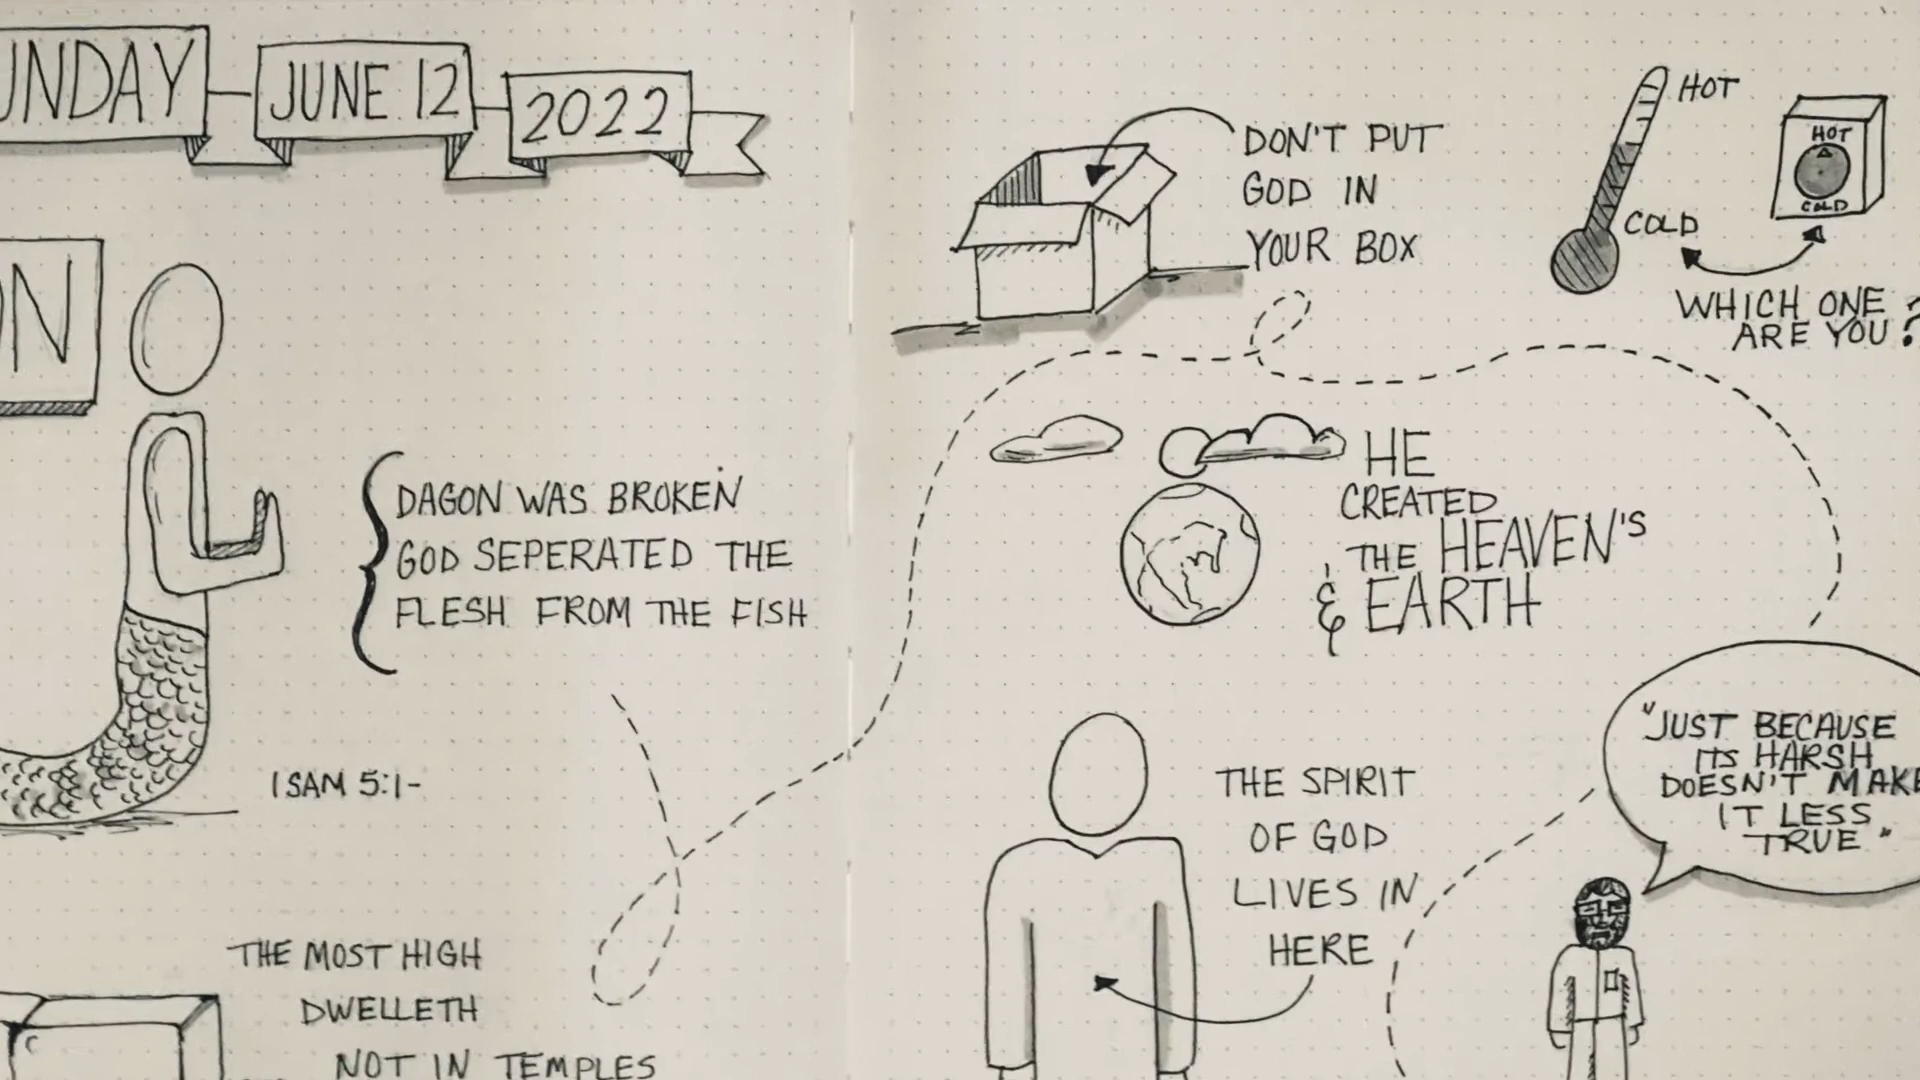 UNDAY JUNE 12 2022
ON
DAGON WAS BROKEN
GOD SEPERATED THE
FLESH FROM THE FISH
1 SAM 5:1-
THE MOST HIGH
DWELLETH
NOT IN TEMPLES
DON'T PUT
GOD IN
YOUR BOX
HOT
COLD
HOT
COLD
WHICH ONE
ARE YOU?
HE
CREATED
THE HEAVEN'S
& EARTH
THE SPIRIT
OF GOD
LIVES IN
HERE
"JUST BECAUSE
ITS HARSH
DOESN'T MAKE
IT LESS
TRUE"